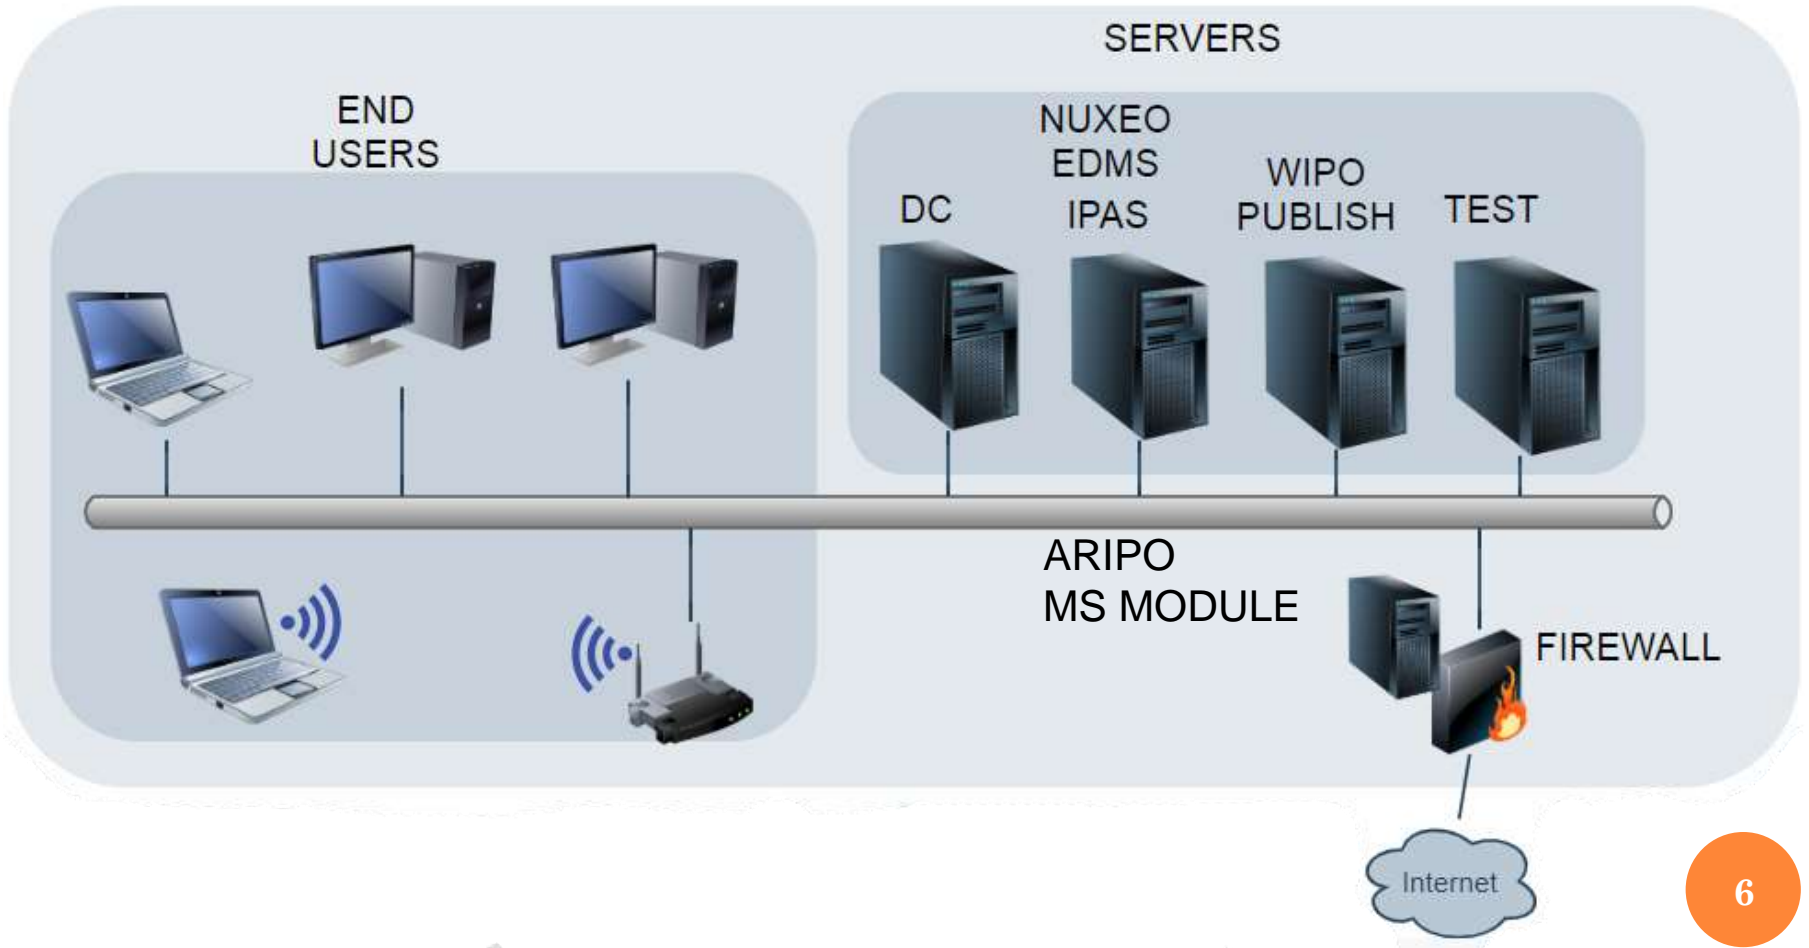 SERVERS
END
USERS
NUXEO
EDMS
IPAS
DC
WIPO
PUBLISH
TEST
ARIPO
MS MODULE
FIREWALL
Internet
6